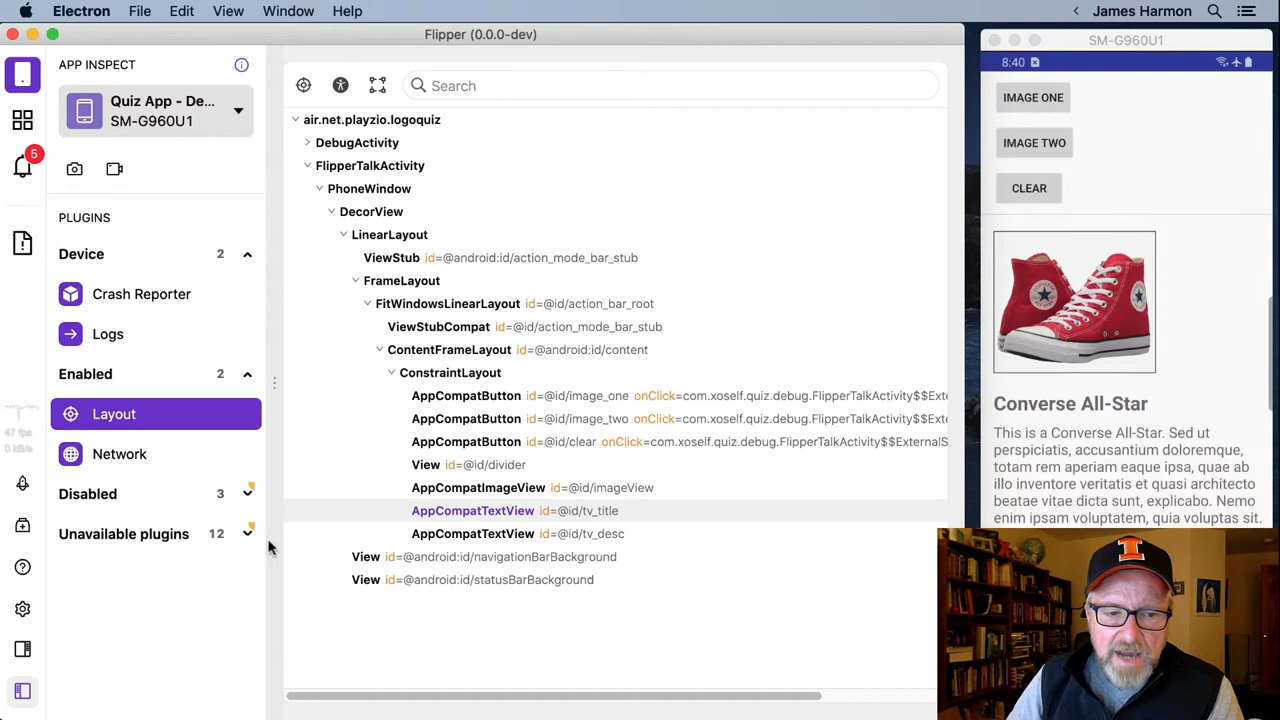 Electron File Edit View Window Help James Harmon
Flipper (0.0.0-dev)
SM-G960U1
APP INSPECT
Quiz App - De...
SM-G960U1
5
PLUGINS
Device 2
Crash Reporter
Logs
Enabled 2
Layout
Network
Disabled 3
Unavailable plugins 12
47 fps
0 kB/s
Search
air.net.playzio.logoquiz
DebugActivity
FlipperTalkActivity
PhoneWindow
DecorView
LinearLayout
ViewStub id=@android:id/action_mode_bar_stub
FrameLayout
FitWindowsLinearLayout id=@id/action_bar_root
ViewStubCompat id=@id/action_mode_bar_stub
ContentFrameLayout id=@android:id/content
ConstraintLayout
AppCompatButton id=@id/image_one onClick=com.xoself.quiz.debug.FlipperTalkActivity$$Exte
AppCompatButton id=@id/image_two onClick=com.xoself.quiz.debug.FlipperTalkActivity$$Exte
AppCompatButton id=@id/clear onClick=com.xoself.quiz.debug.FlipperTalkActivity$$ExternalS
View id=@id/divider
AppCompatImageView id=@id/imageView
AppCompatTextView id=@id/tv_title
AppCompatTextView id=@id/tv_desc
View id=@android:id/navigationBarBackground
View id=@android:id/statusBarBackground
8:40
IMAGE ONE
IMAGE TWO
CLEAR
Converse All-Star
This is a Converse All-Star. Sed ut
perspiciatis, accusantium doloremque,
totam rem aperiam eaque ipsa, quae ab
illo inventore veritatis et quasi architecto
beatae vitae dicta sunt, explicabo. Nemo
enim ipsam voluptatem, quia voluptas sit
I